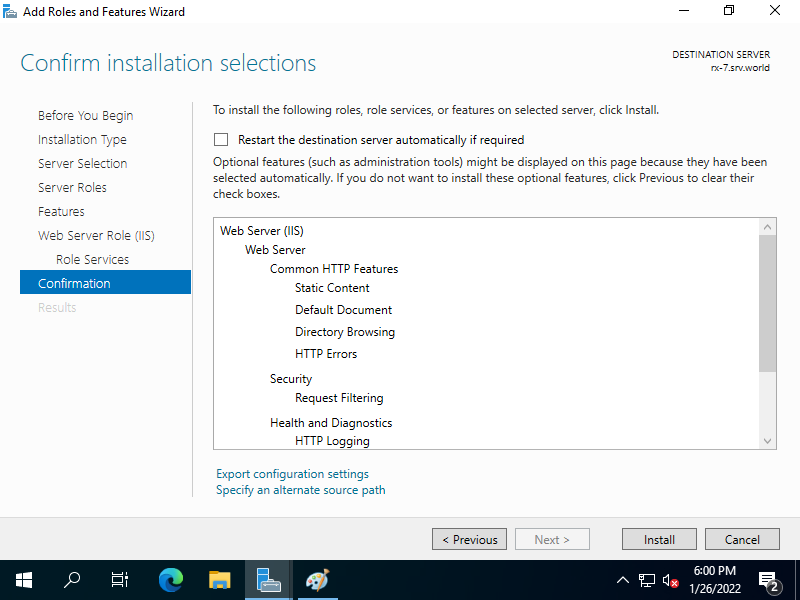 Add Roles and Features Wizard
Confirm installation selections
DESTINATION SERVER
rx-7.srv.world
Before You Begin
Installation Type
Server Selection
Server Roles
Features
Web Server Role (IIS)
Role Services
Confirmation
Results
To install the following roles, role services, or features on selected server, click Install.
Restart the destination server automatically if required
Optional features (such as administration tools) might be displayed on this page because they have been
selected automatically. If you do not want to install these optional features, click Previous to clear their
check boxes.
Web Server (IIS)
Web Server
Common HTTP Features
Static Content
Default Document
Directory Browsing
HTTP Errors
Security
Request Filtering
Health and Diagnostics
HTTP Logging
Export configuration settings
Specify an alternate source path
< Previous
Next >
Install
Cancel
6:00 PM
1/26/2022
2